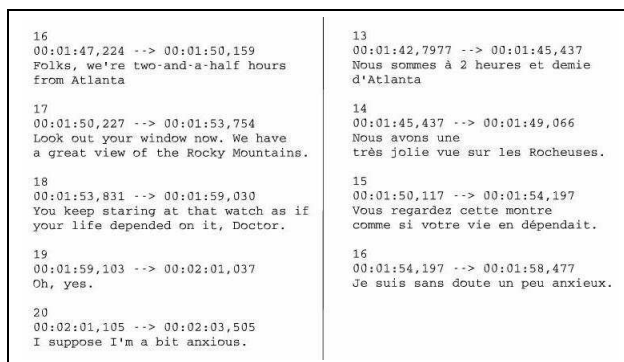 16
00:01:47,224 --> 00:01:50,159
Folks, we're two-and-a-half hours
from Atlanta
17
00:01:50,227 --> 00:01:53,754
Look out your window now. We have
a great view of the Rocky Mountains.
18
00:01:53,831 --> 00:01:59,030
You keep staring at that watch as if
your life depended on it, Doctor.
19
00:01:59,103 --> 00:02:01,037
Oh, yes.
20
00:02:01,105 --> 00:02:03,505
I suppose I'm a bit anxious.
13
00:01:42,7977 --> 00:01:45,437
Nous sommes à 2 heures et demie
d'Atlanta
14
00:01:45,437 --> 00:01:49,066
Nous avons une
très jolie vue sur les Rocheuses.
15
00:01:50,117 --> 00:01:54,197
Vous regardez cette montre
comme si votre vie en dépendait.
16
00:01:54,197 --> 00:01:58,477
Je suis sans doute un peu anxieux.